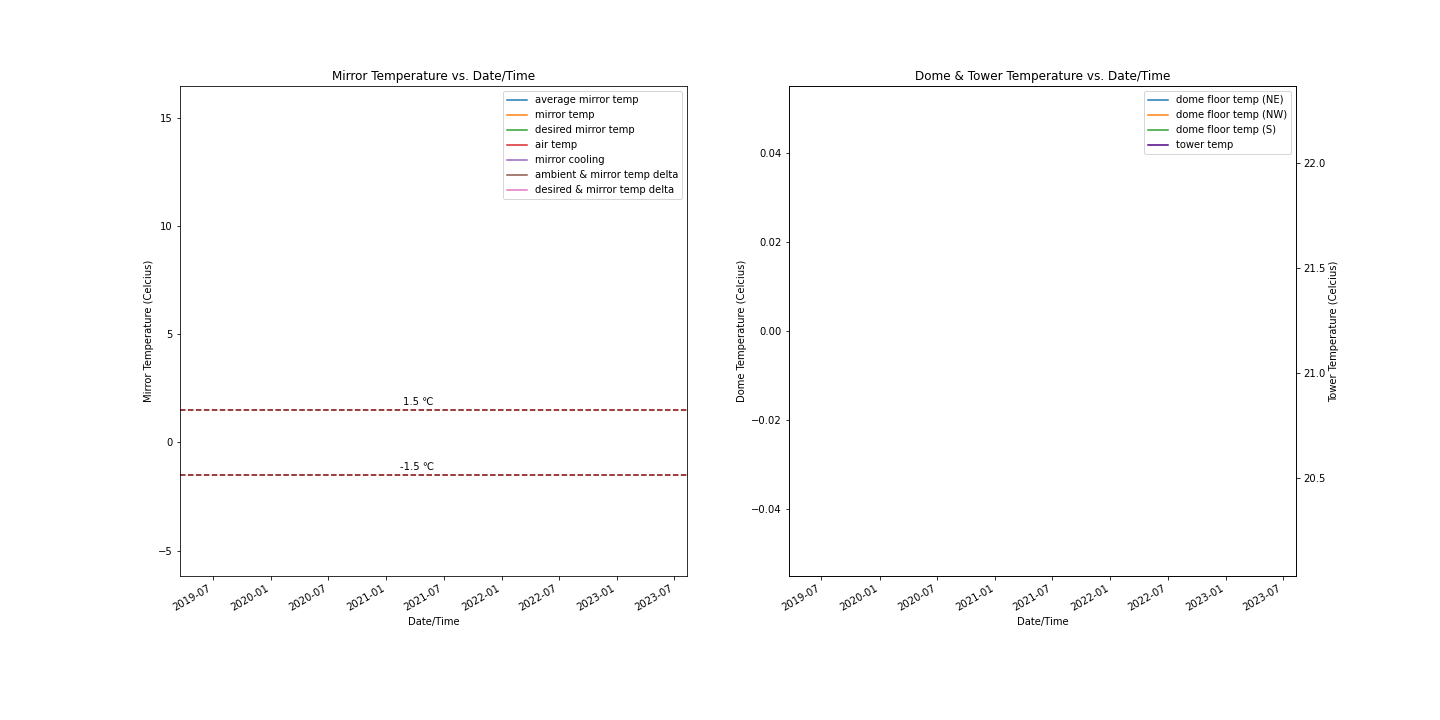 Mirror Temperature vs. Date/Time
average mirror temp
mirror temp
desired mirror temp
air temp
mirror cooling
ambient & mirror temp delta
desired & mirror temp delta
15
10
5
0
−5
Mirror Temperature (Celcius)
1.5 °C
-1.5 °C
2019-07
2020-01
2020-07
2021-01
2021-07
2022-01
2022-07
2023-01
2023-07
Date/Time
Dome & Tower Temperature vs. Date/Time
dome floor temp (NE)
dome floor temp (NW)
dome floor temp (S)
tower temp
0.04
0.02
0.00
−0.02
−0.04
Dome Temperature (Celcius)
22.0
21.5
21.0
20.5
Tower Temperature (Celcius)
2019-07
2020-01
2020-07
2021-01
2021-07
2022-01
2022-07
2023-01
2023-07
Date/Time